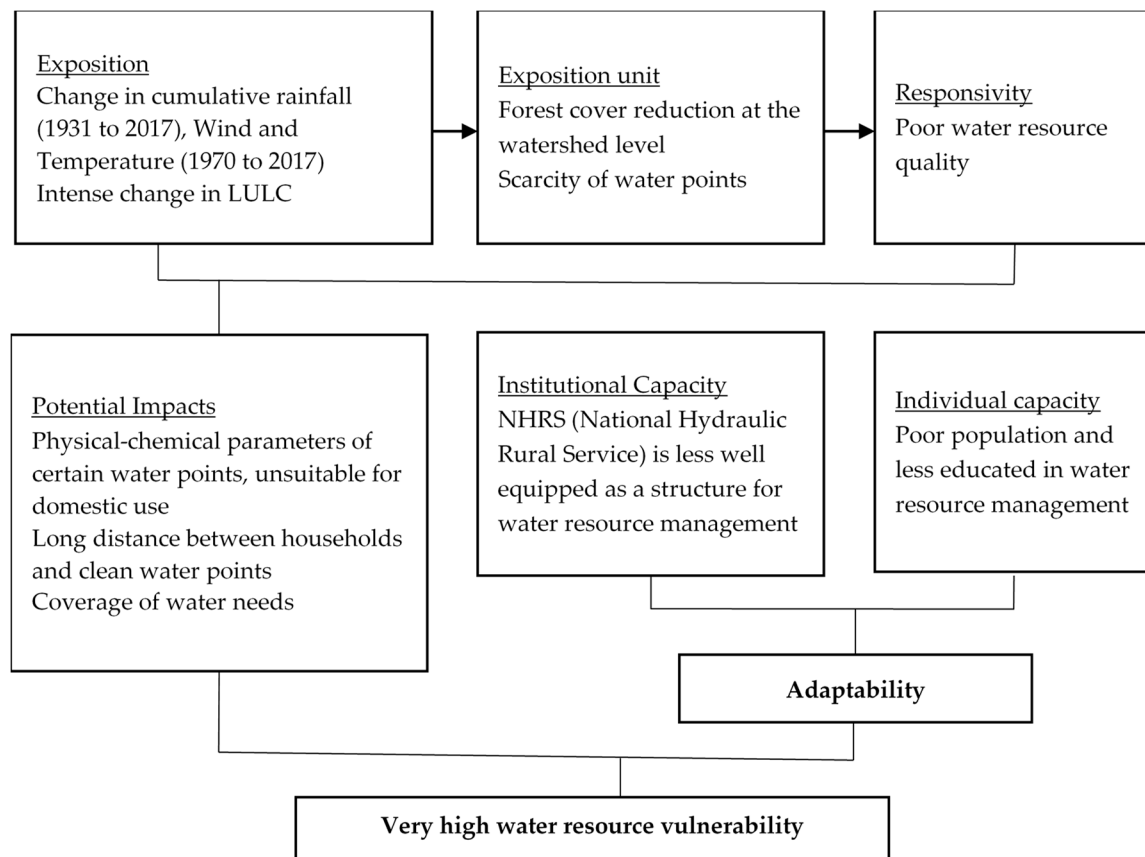 Exposition
Change in cumulative rainfall
(1931 to 2017), Wind and
Temperature (1970 to 2017)
Intense change in LULC
Exposition unit
Forest cover reduction at the
watershed level
Scarcity of water points
Responsivity
Poor water resource
quality
Potential Impacts
Physical-chemical parameters of
certain water points, unsuitable for
domestic use
Long distance between households
and clean water points
Coverage of water needs
Institutional Capacity
NHRS (National Hydraulic
Rural Service) is less well
equipped as a structure for
water resource management
Individual capacity
Poor population and
less educated in water
resource management
Adaptability
Very high water resource vulnerability